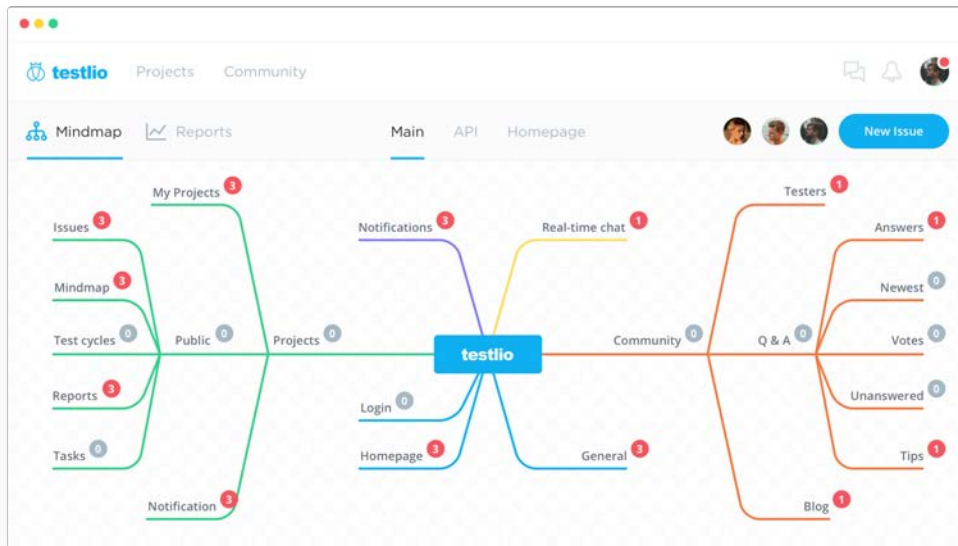 testlio Projects Community
Mindmap Reports Main API Homepage New Issue
My Projects 3
Testers 1
Issues 3
Notifications 3
Real-time chat 1
Answers 1
Mindmap 3
Newest 0
Test cycles 0
Public 0
Projects 0
testlio
Community 0
Q & A 0
Votes 0
Reports 3
Login 0
Unanswered 0
Tasks 0
Homepage 3
General 3
Tips 1
Notification 3
Blog 1